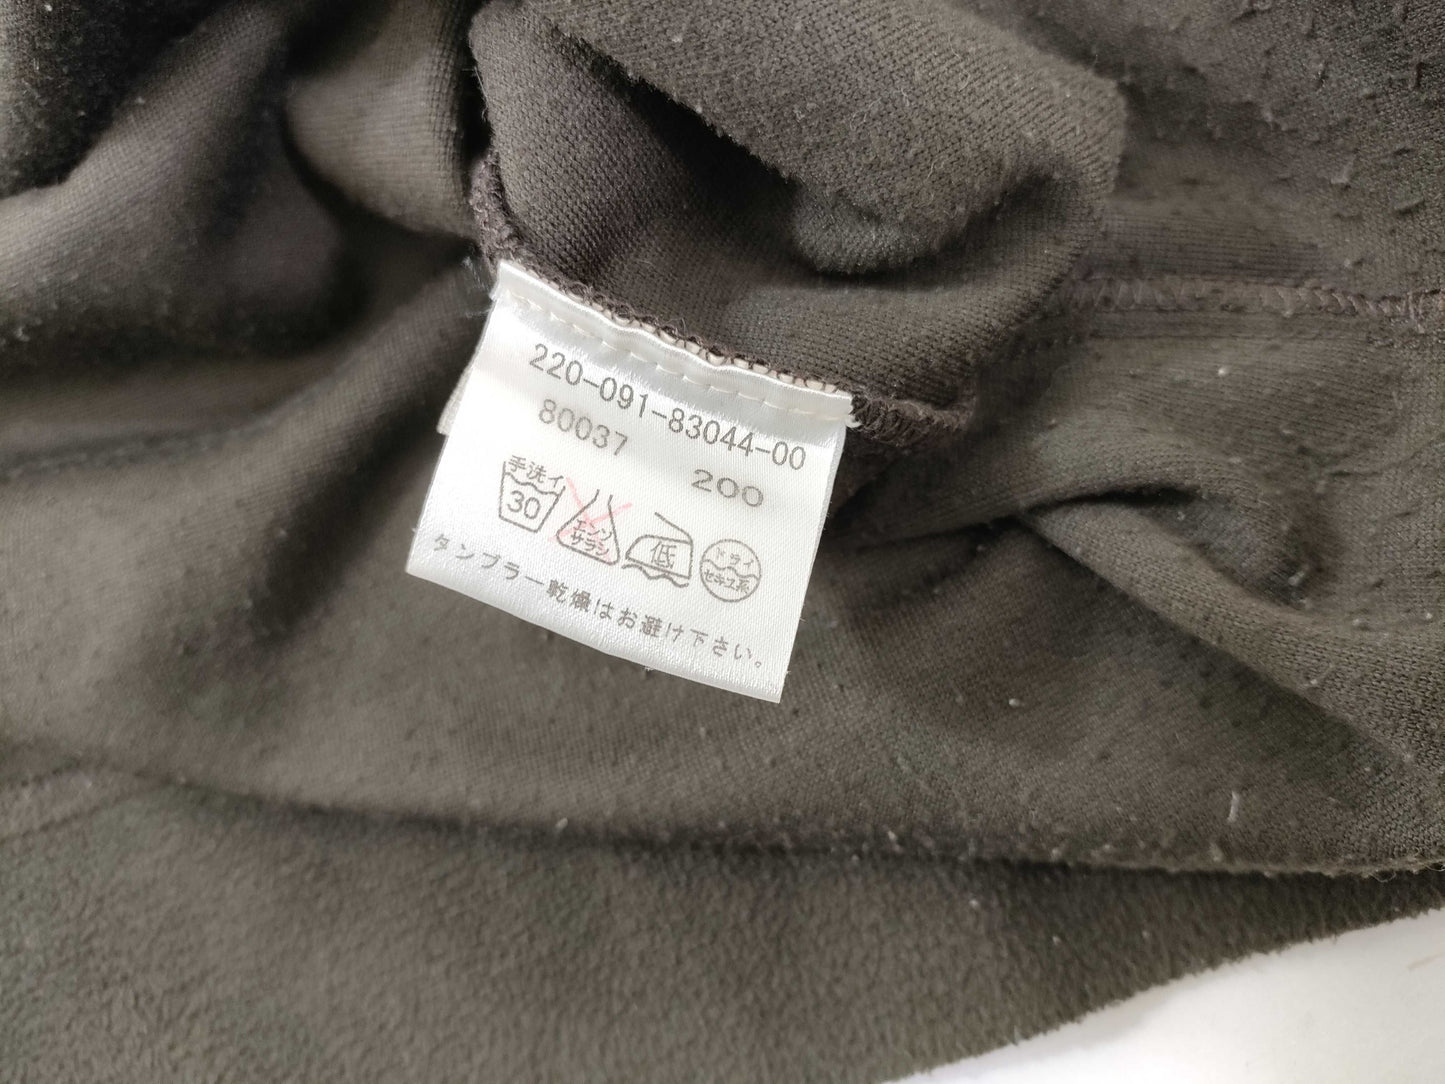 220-091-83044-00
80037 200
手洗イ
30
エンソ
サラシ
低
ドライ
セキユ系
タンブラー乾燥はお避け下さい。